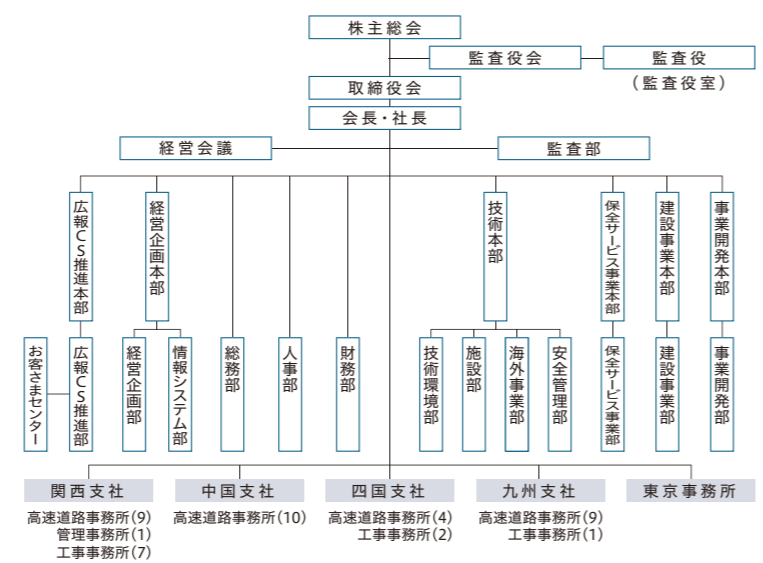 株主総会
監査役会
監査役
(監査役室)
取締役会
会長・社長
経営会議
監査部
広報CS推進本部
経営企画本部
技術本部
保全サービス事業本部
建設事業本部
事業開発本部
お客さまセンター
広報CS推進部
経営企画部
情報システム部
総務部
人事部
財務部
技術環境部
施設部
海外事業部
安全管理部
保全サービス事業部
建設事業部
事業開発部
関西支社
高速道路事務所(9)
管理事務所(1)
工事事務所(7)
中国支社
高速道路事務所(10)
四国支社
高速道路事務所(4)
工事事務所(2)
九州支社
高速道路事務所(9)
工事事務所(1)
東京事務所